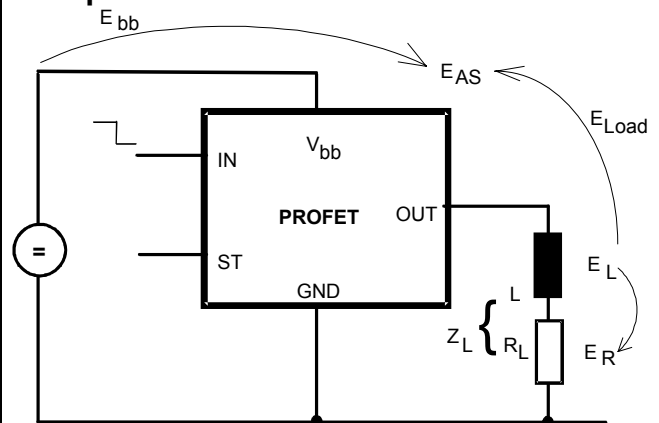 E bb
E AS
E Load
V bb
IN
PROFET
OUT
ST
GND
=
L
E L
Z L { R L
E R